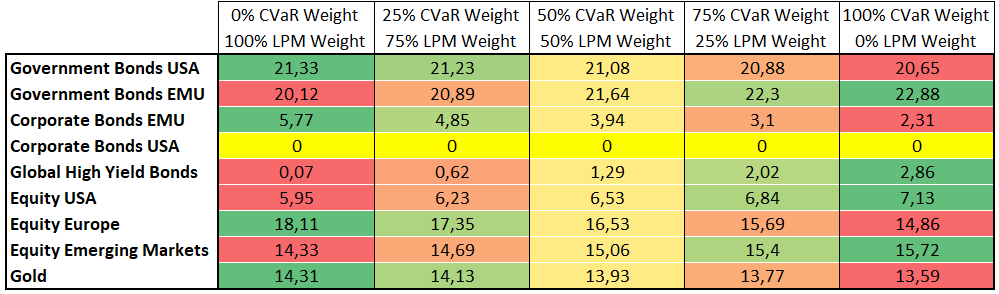 0% CVaR Weight 25% CVaR Weight 50% CVaR Weight 75% CVaR Weight 100% CVaR Weight
100% LPM Weight 75% LPM Weight 50% LPM Weight 25% LPM Weight 0% LPM Weight
Government Bonds USA 21,33 21,23 21,08 20,88 20,65
Government Bonds EMU 20,12 20,89 21,64 22,3 22,88
Corporate Bonds EMU 5,77 4,85 3,94 3,1 2,31
Corporate Bonds USA 0 0 0 0 0
Global High Yield Bonds 0,07 0,62 1,29 2,02 2,86
Equity USA 5,95 6,23 6,53 6,84 7,13
Equity Europe 18,11 17,35 16,53 15,69 14,86
Equity Emerging Markets 14,33 14,69 15,06 15,4 15,72
Gold 14,31 14,13 13,93 13,77 13,59